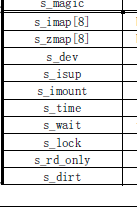 s_magic
s_imap[8]
s_zmap[8]
s_dev
s_isup
s_imount
s_time
s_wait
s_lock
s_rd_only
s_dirt